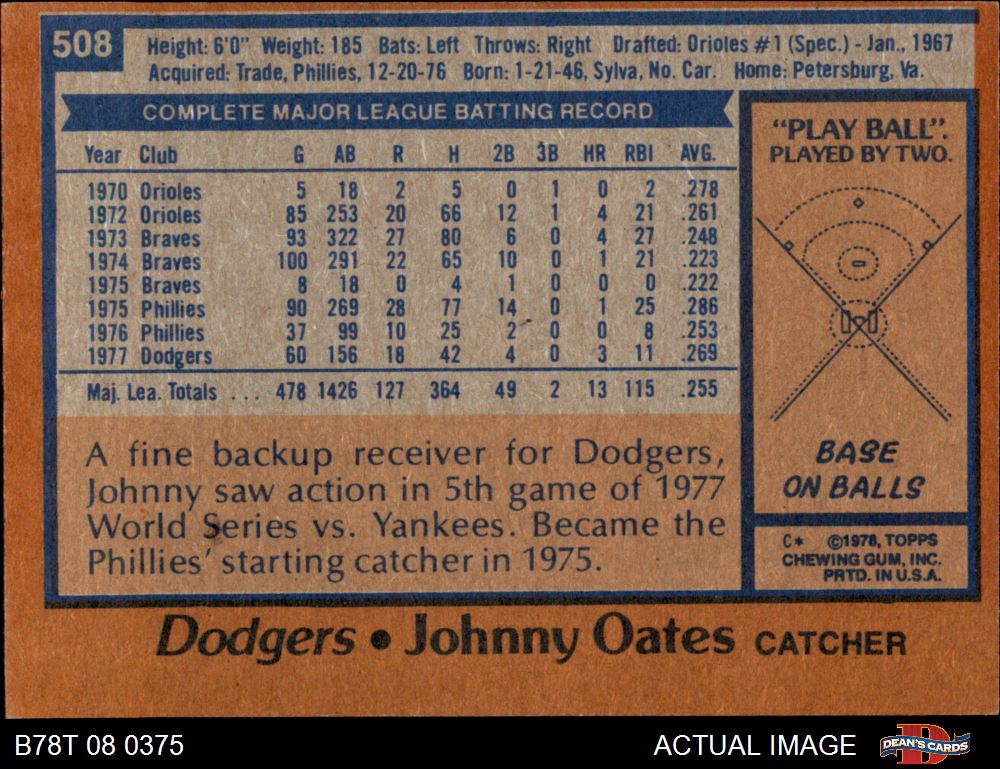 508
Height: 6'0" Weight: 185 Bats: Left Throws: Right Drafted: Orioles #1 (Spec.) - Jan., 1967
Acquired: Trade, Phillies, 12-20-76 Born: 1-21-46, Sylva, No. Car. Home: Petersburg, Va.
COMPLETE MAJOR LEAGUE BATTING RECORD
Year Club G AB R H 2B 3B HR RBI AVG.
1970 Orioles 5 18 2 5 0 1 0 2 .278
1972 Orioles 85 253 20 66 12 1 4 21 .261
1973 Braves 93 322 27 80 6 0 4 27 .248
1974 Braves 100 291 22 65 10 0 1 21 .223
1975 Braves 8 18 0 4 1 0 0 0 .222
1975 Phillies 90 269 28 77 14 0 1 25 .286
1976 Phillies 37 99 10 25 2 0 0 8 .253
1977 Dodgers 60 156 18 42 4 0 3 11 .269
Maj. Lea. Totals . . . 478 1426 127 364 49 2 13 115 .255
A fine backup receiver for Dodgers,
Johnny saw action in 5th game of 1977
World Series vs. Yankees. Became the
Phillies' starting catcher in 1975.
"PLAY BALL".
PLAYED BY TWO.
BASE
ON BALLS
C* ©1978, TOPPS
CHEWING GUM, INC.
PRTD. IN U.S.A.
Dodgers • Johnny Oates CATCHER
B78T 08 0375
ACTUAL IMAGE
D
DEAN'S CARDS